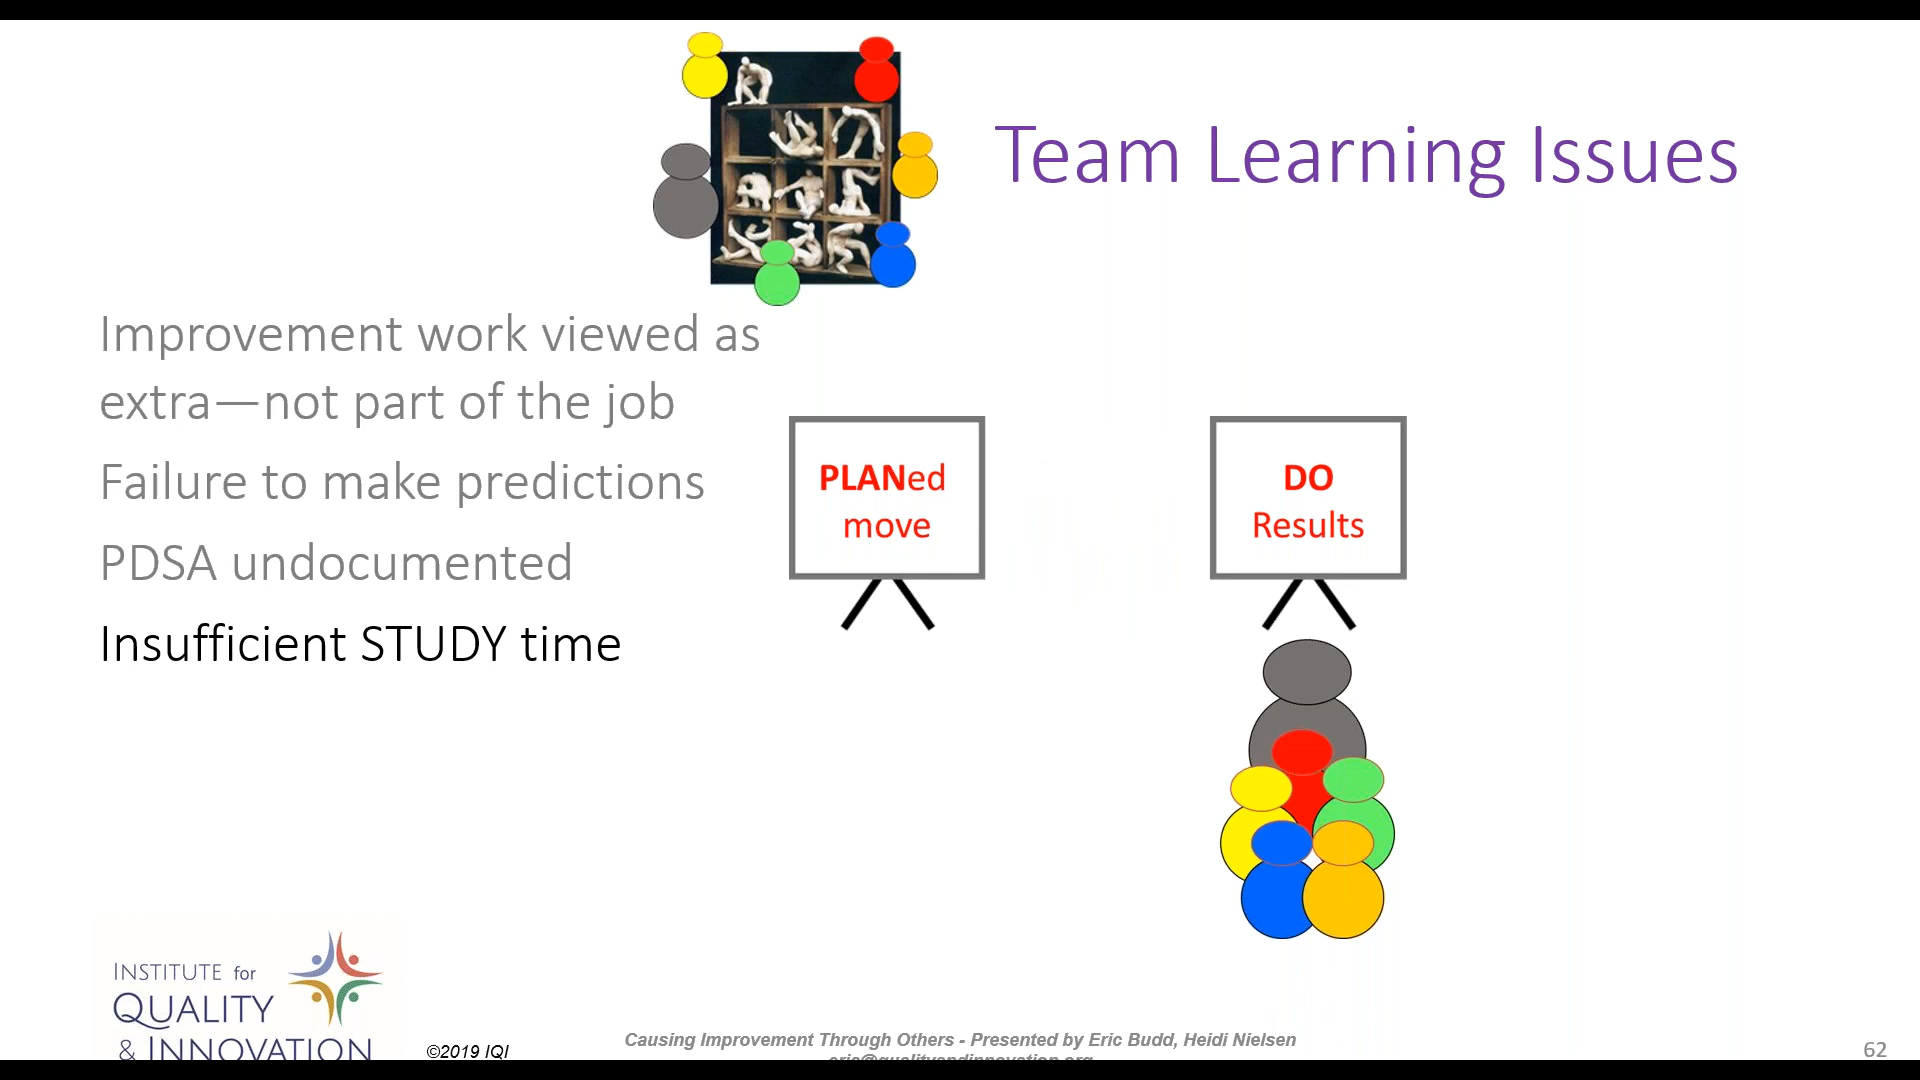 Team Learning Issues
Improvement work viewed as
extra—not part of the job
Failure to make predictions
PDSA undocumented
Insufficient STUDY time
PLANed
move
DO
Results
INSTITUTE for
QUALITY
& INNOVATION
©2019 IQI
Causing Improvement Through Others - Presented by Eric Budd, Heidi Nielsen
eric@qualityandinnovation.org
62